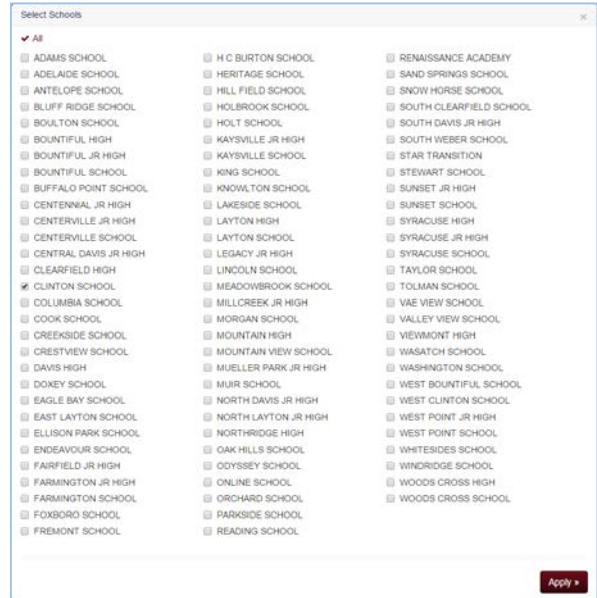 Select Schools
×
All
ADAMS SCHOOL
ADELAIDE SCHOOL
ANTELOPE SCHOOL
BLUFF RIDGE SCHOOL
BOULTON SCHOOL
BOUNTIFUL HIGH
BOUNTIFUL JR HIGH
BOUNTIFUL SCHOOL
BUFFALO POINT SCHOOL
CENTENNIAL JR HIGH
CENTERVILLE JR HIGH
CENTERVILLE SCHOOL
CENTRAL DAVIS JR HIGH
CLEARFIELD HIGH
CLINTON SCHOOL
COLUMBIA SCHOOL
COOK SCHOOL
CREEKSIDE SCHOOL
CRESTVIEW SCHOOL
DAVIS HIGH
DOXEY SCHOOL
EAGLE BAY SCHOOL
EAST LAYTON SCHOOL
ELLISON PARK SCHOOL
ENDEAVOUR SCHOOL
FAIRFIELD JR HIGH
FARMINGTON JR HIGH
FARMINGTON SCHOOL
FOXBORO SCHOOL
FREMONT SCHOOL
H C BURTON SCHOOL
HERITAGE SCHOOL
HILL FIELD SCHOOL
HOLBROOK SCHOOL
HOLT SCHOOL
KAYSVILLE JR HIGH
KAYSVILLE SCHOOL
KING SCHOOL
KNOWLTON SCHOOL
LAKESIDE SCHOOL
LAYTON HIGH
LAYTON SCHOOL
LEGACY JR HIGH
LINCOLN SCHOOL
MEADOWBROOK SCHOOL
MILLCREEK JR HIGH
MORGAN SCHOOL
MOUNTAIN HIGH
MOUNTAIN VIEW SCHOOL
MUELLER PARK JR HIGH
MUIR SCHOOL
NORTH DAVIS JR HIGH
NORTH LAYTON JR HIGH
NORTHRIDGE HIGH
OAK HILLS SCHOOL
ODYSSEY SCHOOL
ONLINE SCHOOL
ORCHARD SCHOOL
PARKSIDE SCHOOL
READING SCHOOL
RENAISSANCE ACADEMY
SAND SPRINGS SCHOOL
SNOW HORSE SCHOOL
SOUTH CLEARFIELD SCHOOL
SOUTH DAVIS JR HIGH
SOUTH WEBER SCHOOL
STAR TRANSITION
STEWART SCHOOL
SUNSET JR HIGH
SUNSET SCHOOL
SYRACUSE HIGH
SYRACUSE JR HIGH
SYRACUSE SCHOOL
TAYLOR SCHOOL
TOLMAN SCHOOL
VAE VIEW SCHOOL
VALLEY VIEW SCHOOL
VIEWMONT HIGH
WASATCH SCHOOL
WASHINGTON SCHOOL
WEST BOUNTIFUL SCHOOL
WEST CLINTON SCHOOL
WEST POINT JR HIGH
WEST POINT SCHOOL
WHITESIDES SCHOOL
WINDRIDGE SCHOOL
WOODS CROSS HIGH
WOODS CROSS SCHOOL
Apply »